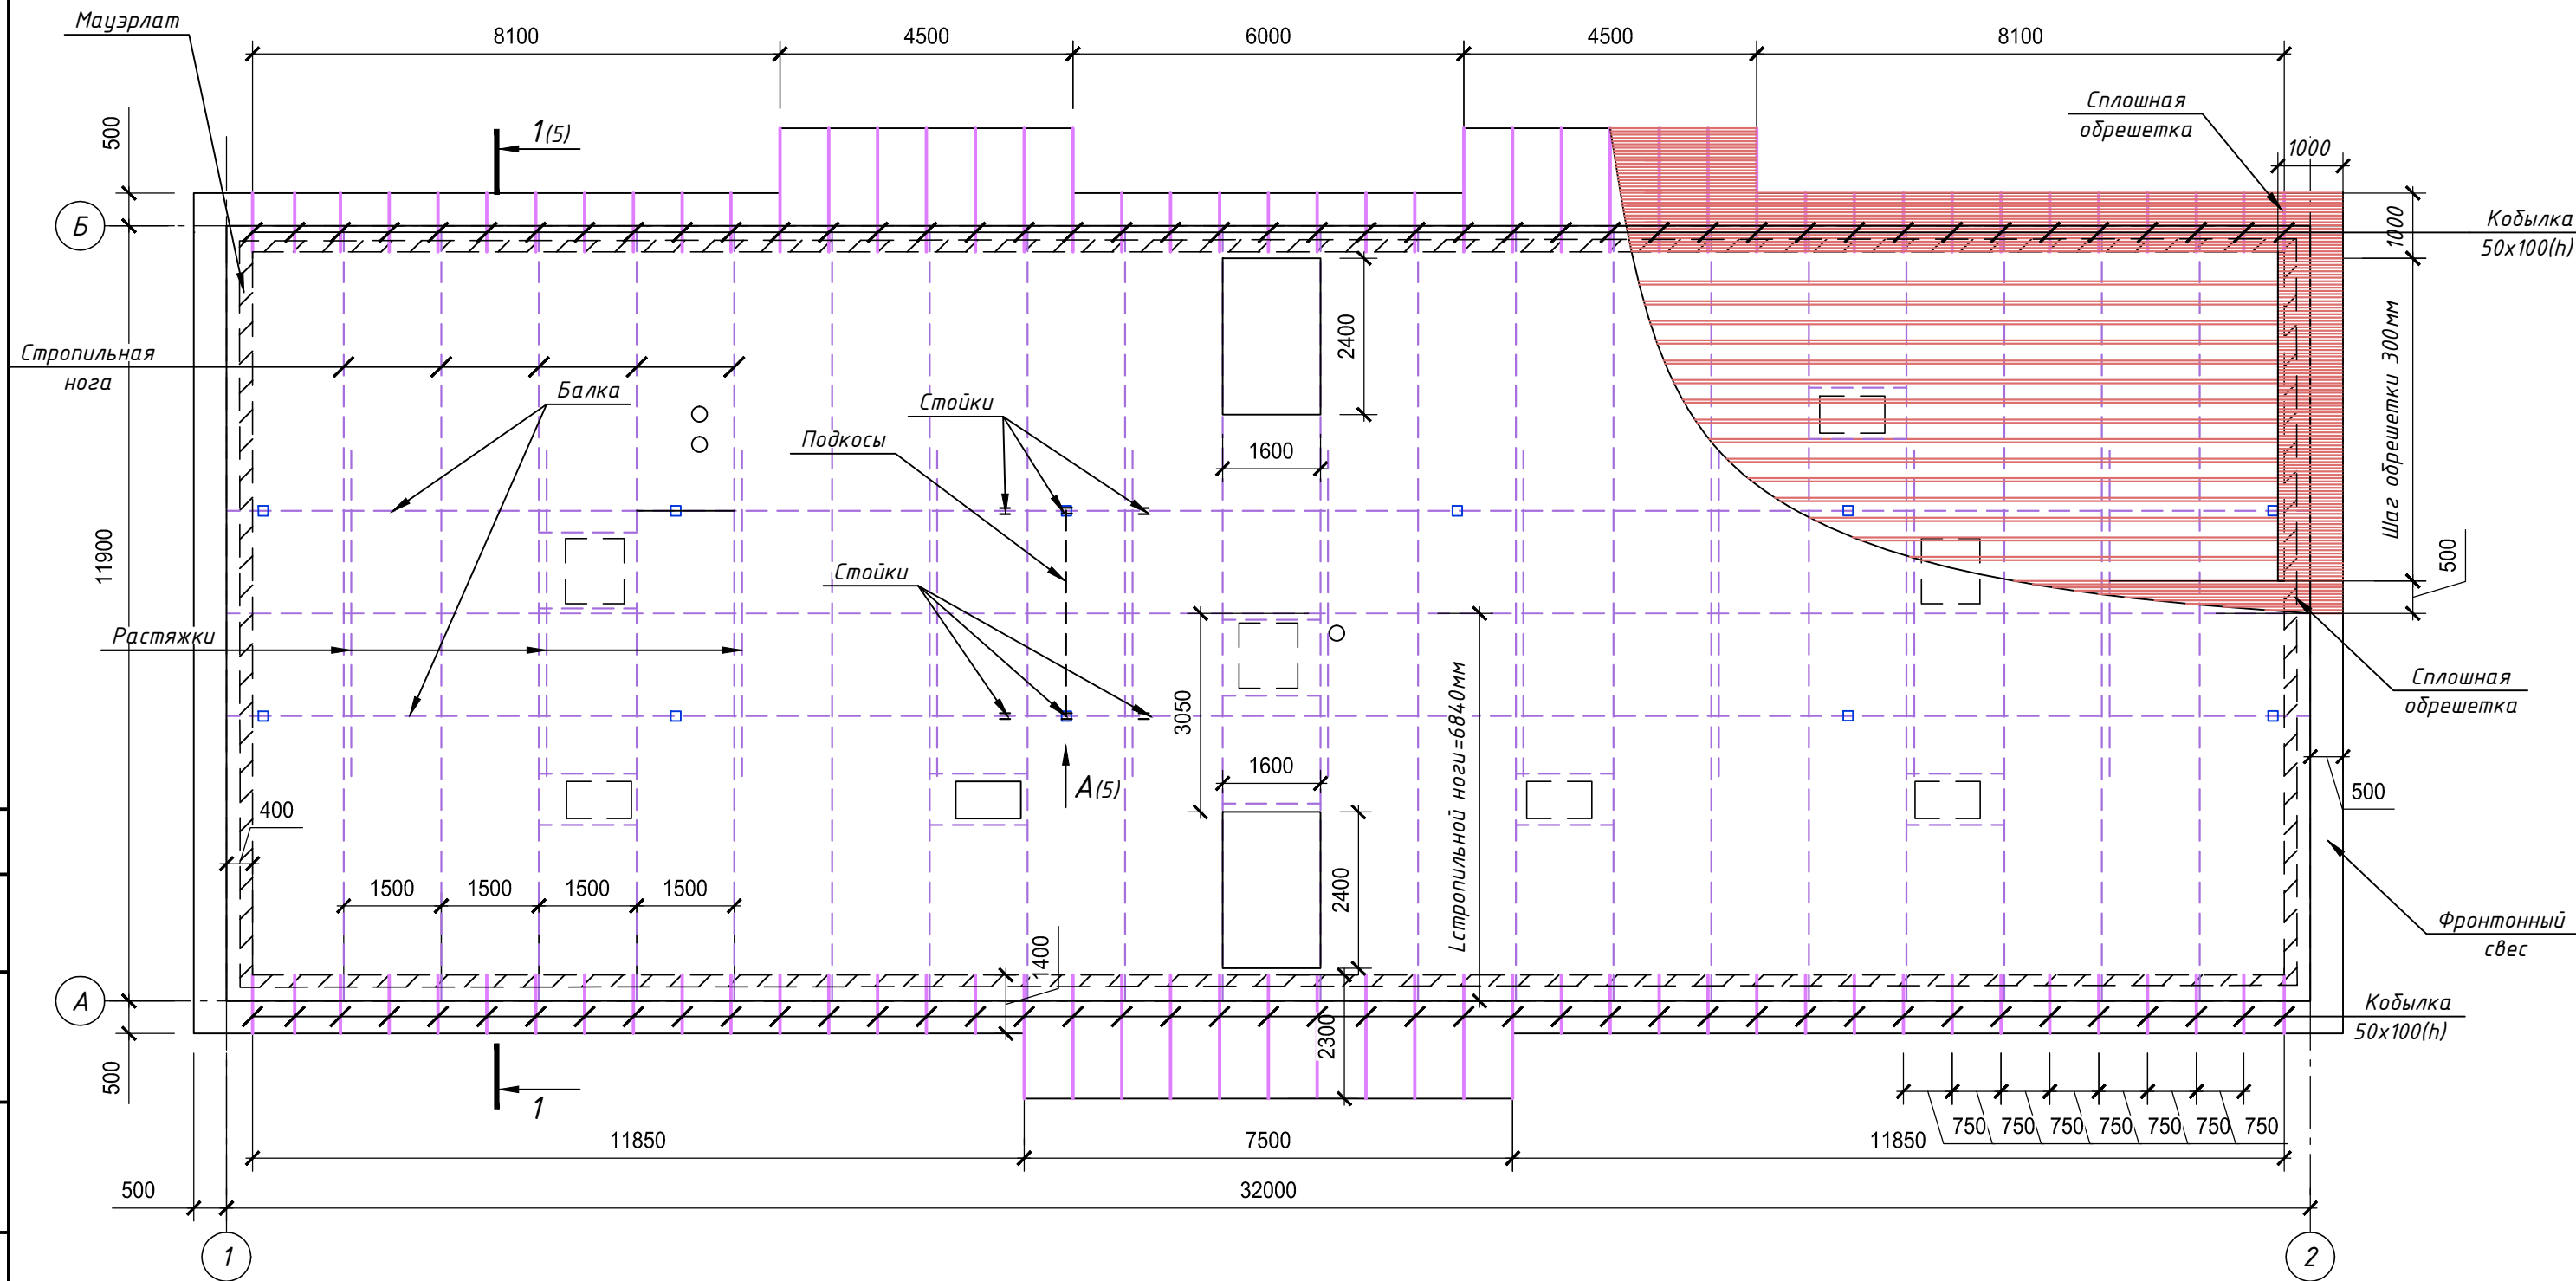 Мауэрлат
8100
4500
6000
4500
8100
Сплошная
обрешетка
500
1(5)
1000
Б
1000
Кобылка
50х100(h)
Стропильная
нога
Балка
Стойки
Подкосы
2400
1600
Шаг обрешетки 300мм
500
11900
Стойки
Растяжки
3050
Lстропильной ноги=6840мм
Сплошная
обрешетка
1600
А(5)
400
500
1500
1500
1500
1500
2400
1400
Фронтонный
свес
А
2300
Кобылка
50х100(h)
500
1
750
750
750
750
750
750
750
11850
7500
11850
500
32000
1
2